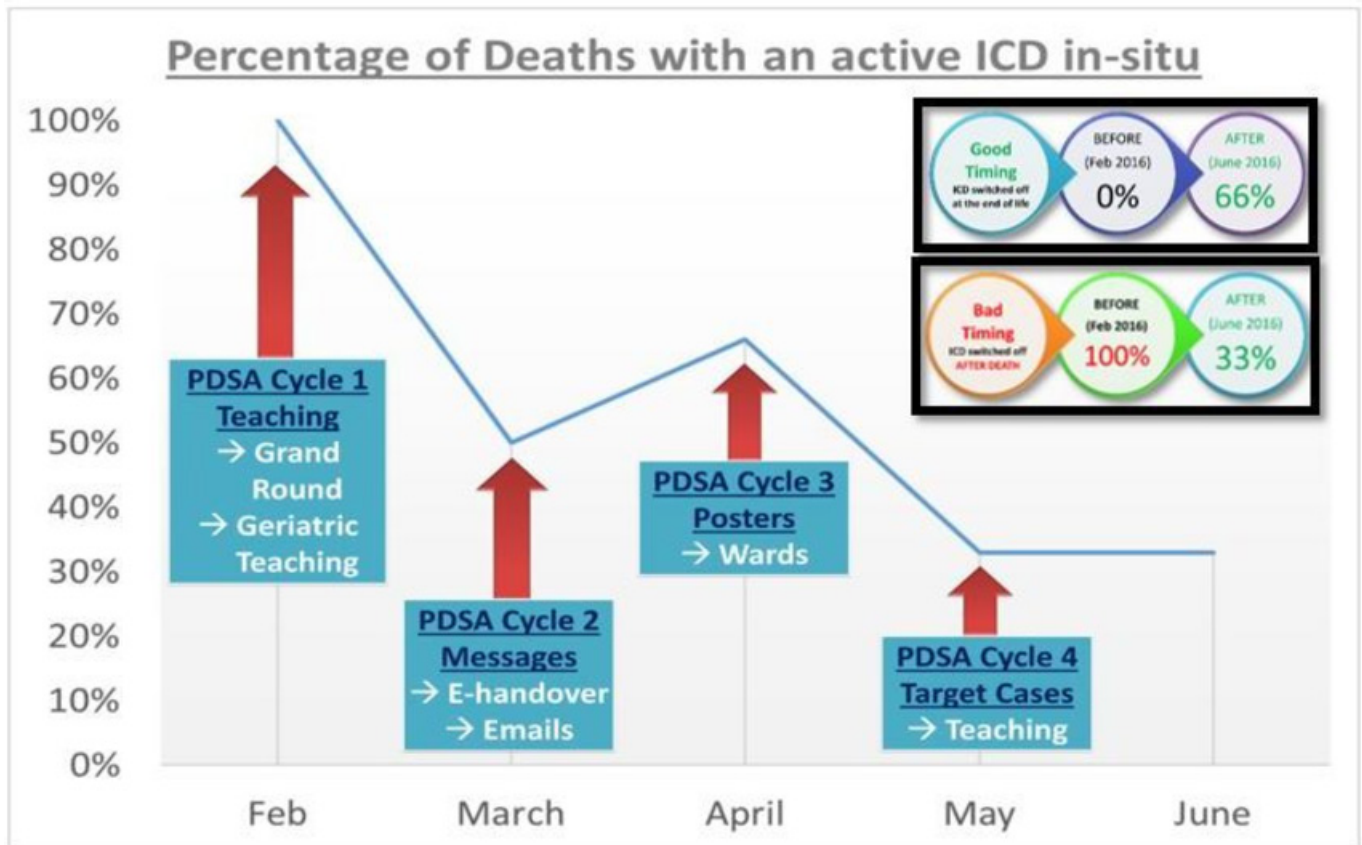 Percentage of Deaths with an active ICD in-situ
100%
90%
80%
70%
60%
50%
40%
30%
20%
10%
0%
Feb
March
April
May
June
PDSA Cycle 1
Teaching
→ Grand
Round
→ Geriatric
Teaching
PDSA Cycle 2
Messages
→ E-handover
→ Emails
PDSA Cycle 3
Posters
→ Wards
PDSA Cycle 4
Target Cases
→ Teaching
Good
Timing
ICD switched off
at the end of life
BEFORE
(Feb 2016)
0%
AFTER
(June 2016)
66%
Bad
Timing
ICD switched off
AFTER DEATH
BEFORE
(Feb 2016)
100%
AFTER
(June 2016)
33%